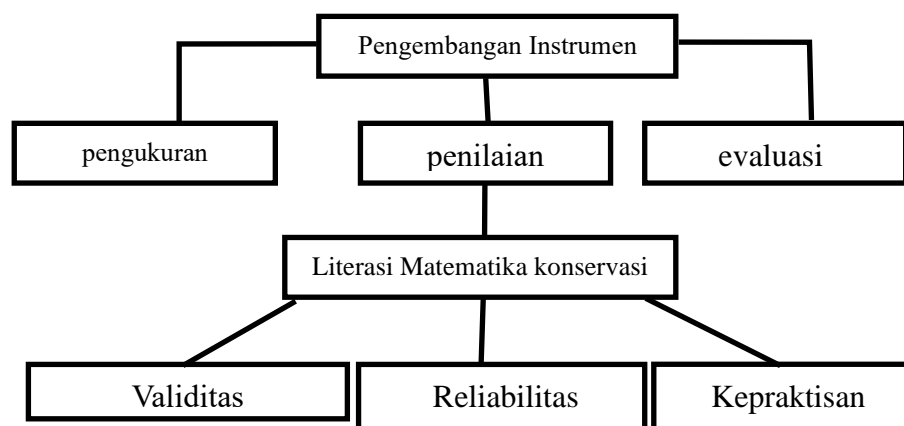 Pengembangan Instrumen
pengukuran
penilaian
evaluasi
Literasi Matematika konservasi
Validitas
Reliabilitas
Kepraktisan